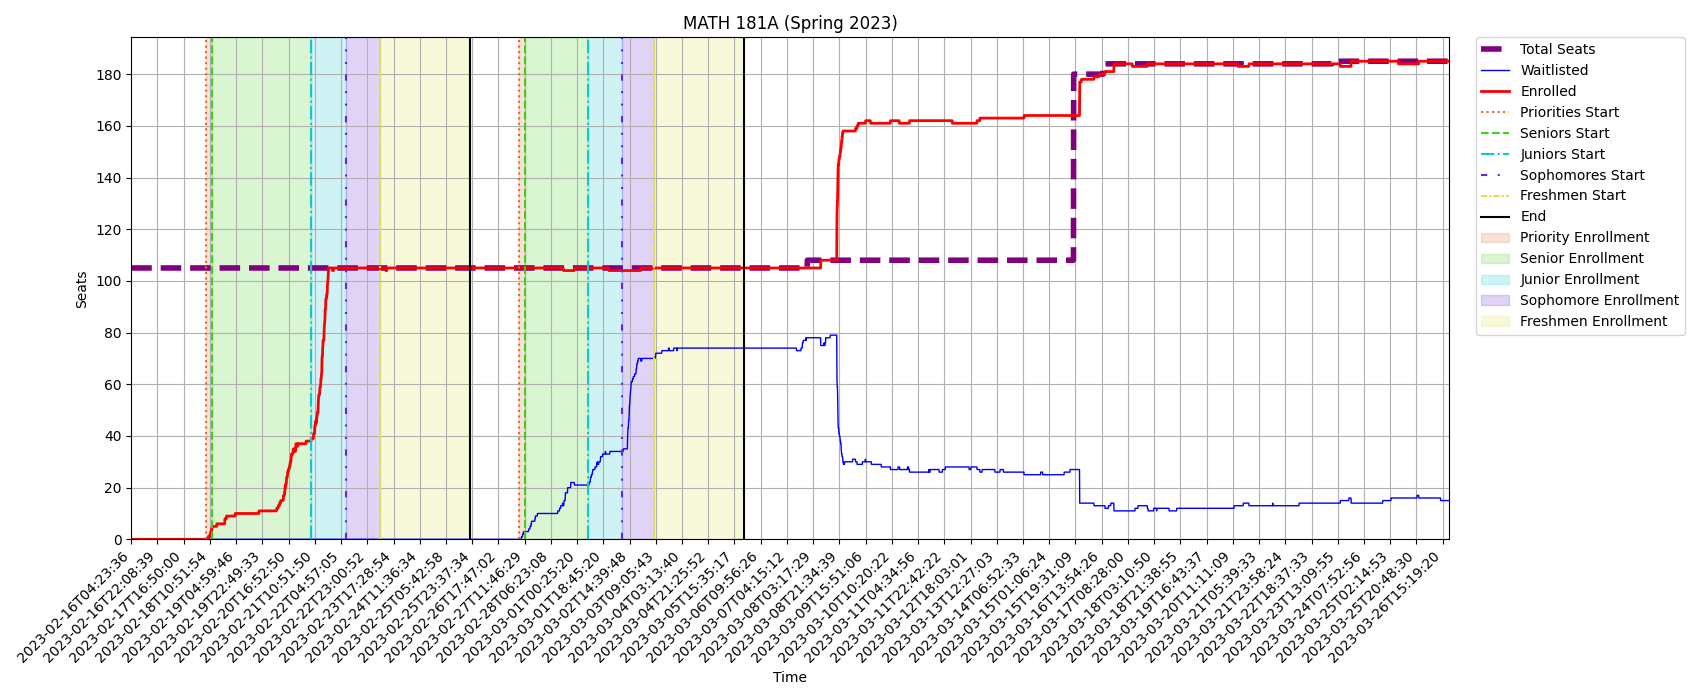 MATH 181A (Spring 2023)
Seats
180
160
140
120
100
80
60
40
20
0
2023-02-16T04:23:36
2023-02-16T22:08:39
2023-02-17T16:50:00
2023-02-18T10:51:54
2023-02-19T04:59:46
2023-02-19T22:49:33
2023-02-20T16:52:50
2023-02-21T10:51:50
2023-02-22T04:57:05
2023-02-22T23:00:52
2023-02-23T17:28:54
2023-02-24T11:36:34
2023-02-25T05:42:58
2023-02-25T23:37:34
2023-02-26T17:47:02
2023-02-27T11:46:29
2023-02-28T06:23:08
2023-03-01T00:25:20
2023-03-01T18:45:20
2023-03-02T14:39:48
2023-03-03T09:05:43
2023-03-04T03:13:40
2023-03-04T21:25:52
2023-03-05T15:35:17
2023-03-06T09:56:26
2023-03-07T04:15:12
2023-03-08T03:17:29
2023-03-08T21:34:39
2023-03-09T15:51:06
2023-03-10T10:20:22
2023-03-11T04:34:56
2023-03-11T22:42:22
2023-03-12T18:03:01
2023-03-13T12:27:03
2023-03-14T06:52:33
2023-03-15T01:06:24
2023-03-15T19:31:09
2023-03-16T13:54:26
2023-03-17T08:28:00
2023-03-18T03:10:50
2023-03-18T21:38:55
2023-03-19T16:43:37
2023-03-20T11:11:09
2023-03-21T05:39:33
2023-03-21T23:58:24
2023-03-22T18:37:33
2023-03-23T13:09:55
2023-03-24T07:52:56
2023-03-25T02:14:53
2023-03-25T20:48:30
2023-03-26T15:19:20
Time
Total Seats
Waitlisted
Enrolled
Priorities Start
Seniors Start
Juniors Start
Sophomores Start
Freshmen Start
End
Priority Enrollment
Senior Enrollment
Junior Enrollment
Sophomore Enrollment
Freshmen Enrollment